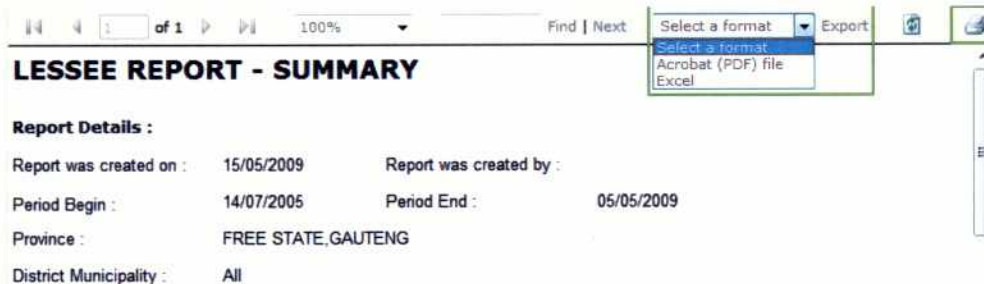 1 of 1 100% Find | Next Select a format Export
Select a format
Acrobat (PDF) file
Excel
LESSEE REPORT - SUMMARY
Report Details :
Report was created on : 15/05/2009 Report was created by :
Period Begin : 14/07/2005 Period End : 05/05/2009
Province : FREE STATE,GAUTENG
District Municipality : All